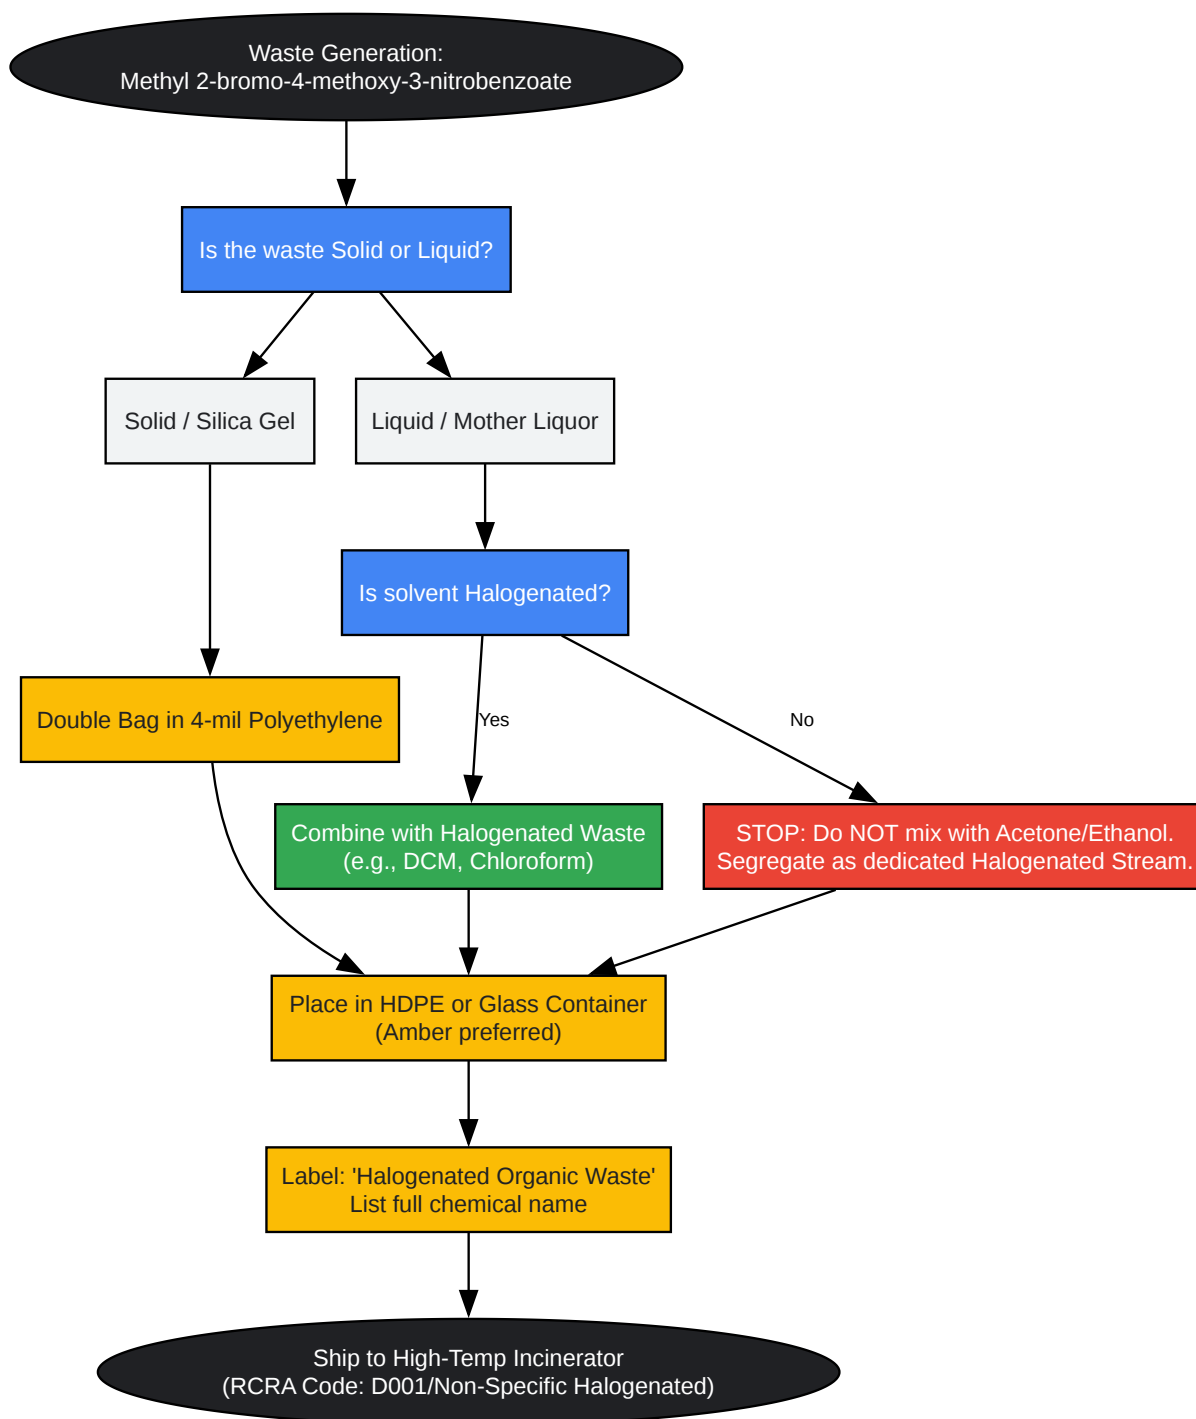 Waste Generation:
Methyl 2-bromo-4-methoxy-3-nitrobenzoate
Is the waste Solid or Liquid?
Solid / Silica Gel
Liquid / Mother Liquor
Is solvent Halogenated?
Double Bag in 4-mil Polyethylene
Yes
No
Combine with Halogenated Waste
(e.g., DCM, Chloroform)
STOP: Do NOT mix with Acetone/Ethanol.
Segregate as dedicated Halogenated Stream.
Place in HDPE or Glass Container
(Amber preferred)
Label: 'Halogenated Organic Waste'
List full chemical name
Ship to High-Temp Incinerator
(RCRA Code: D001/Non-Specific Halogenated)